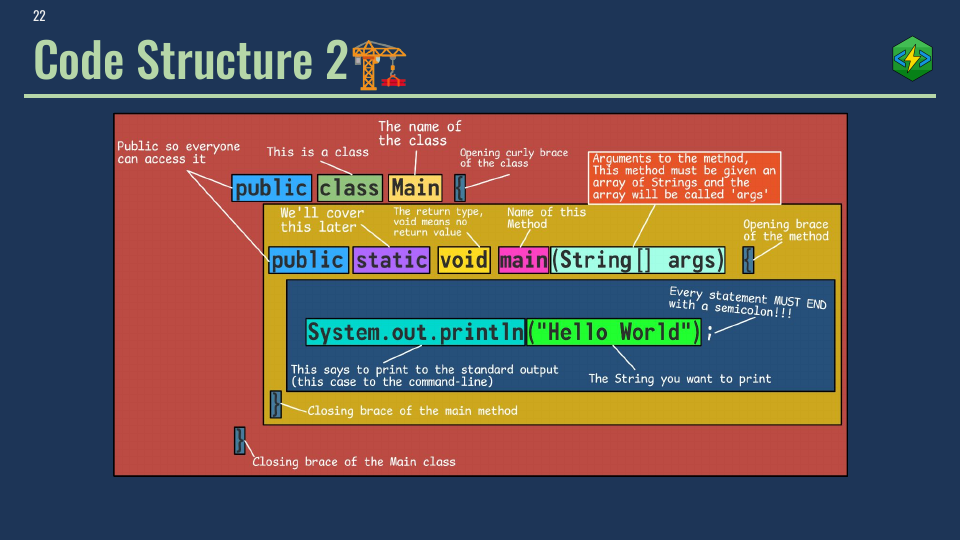 22
Code Structure 2
Public so everyone
can access it
This is a class
The name of
the class
Opening curly brace
of the class
Arguments to the method,
This method must be given an
array of Strings and the
array will be called 'args'
public class Main {
We'll cover
this later
The return type,
void means no
return value
Name of this
Method
Opening brace
of the method
public static void main(String[] args) {
Every statement MUST END
with a semicolon!!!
System.out.println("Hello World");
This says to print to the standard output
(this case to the command-line)
The String you want to print
}
Closing brace of the main method
}
Closing brace of the Main class